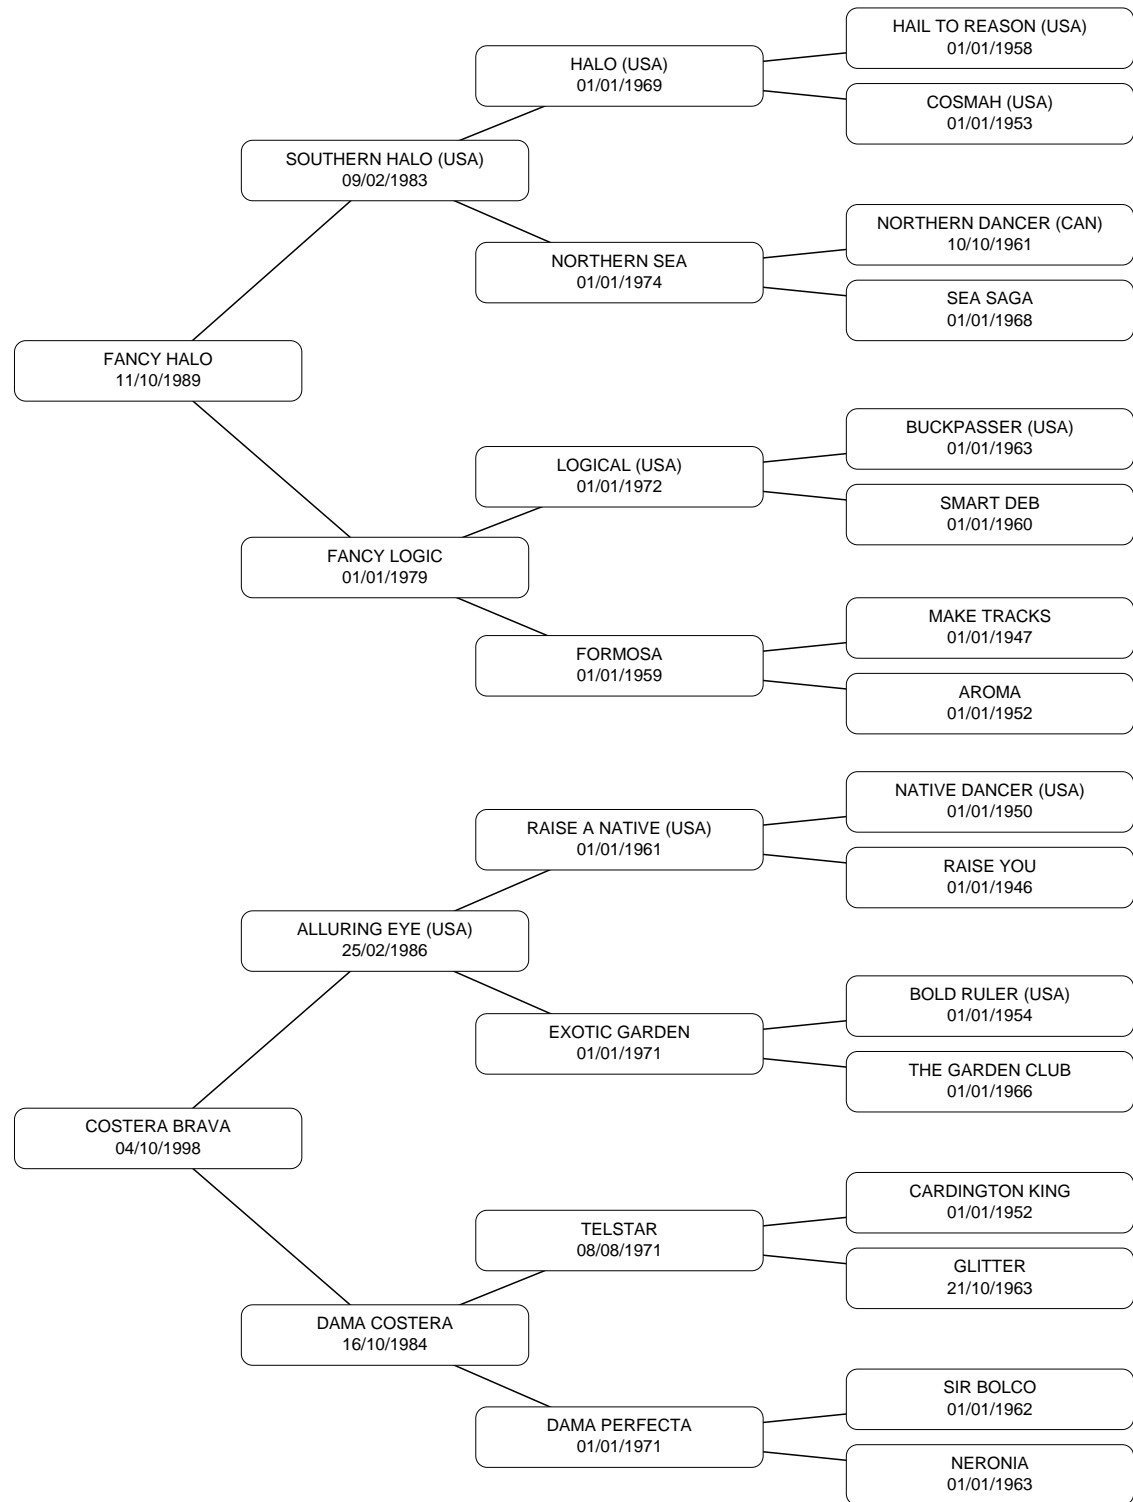 HAIL TO REASON (USA)
01/01/1958
HALO (USA)
01/01/1969
COSMAH (USA)
01/01/1953
SOUTHERN HALO (USA)
09/02/1983
NORTHERN DANCER (CAN)
10/10/1961
NORTHERN SEA
01/01/1974
SEA SAGA
01/01/1968
FANCY HALO
11/10/1989
BUCKPASSER (USA)
01/01/1963
LOGICAL (USA)
01/01/1972
SMART DEB
01/01/1960
FANCY LOGIC
01/01/1979
MAKE TRACKS
01/01/1947
FORMOSA
01/01/1959
AROMA
01/01/1952
NATIVE DANCER (USA)
01/01/1950
RAISE A NATIVE (USA)
01/01/1961
RAISE YOU
01/01/1946
ALLURING EYE (USA)
25/02/1986
BOLD RULER (USA)
01/01/1954
EXOTIC GARDEN
01/01/1971
THE GARDEN CLUB
01/01/1966
COSTERA BRAVA
04/10/1998
CARDINGTON KING
01/01/1952
TELSTAR
08/08/1971
GLITTER
21/10/1963
DAMA COSTERA
16/10/1984
SIR BOLCO
01/01/1962
DAMA PERFECTA
01/01/1971
NERONIA
01/01/1963